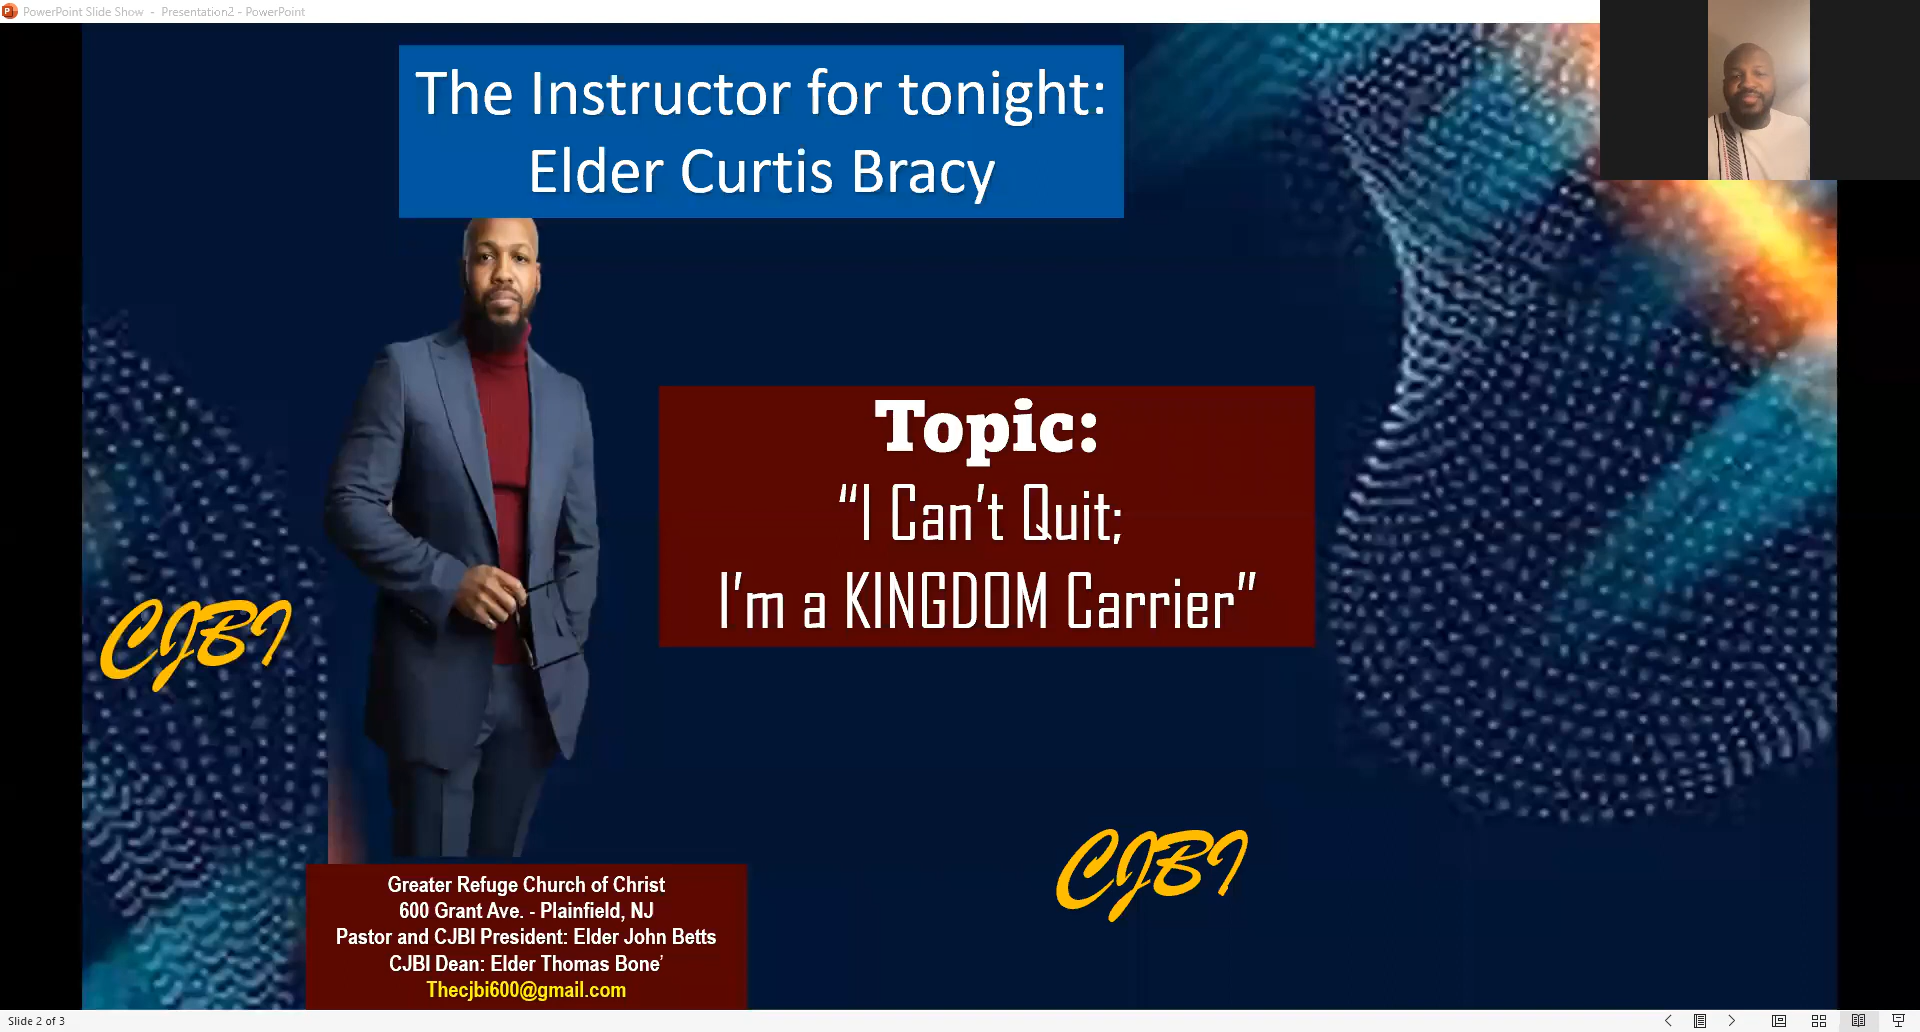 PowerPoint Slide Show - Presentation2 - PowerPoint
The Instructor for tonight:
Elder Curtis Bracy
Topic:
“I Can’t Quit;
I’m a KINGDOM Carrier”
CJBI
CJBI
Greater Refuge Church of Christ
600 Grant Ave. - Plainfield, NJ
Pastor and CJBI President: Elder John Betts
CJBI Dean: Elder Thomas Bone’
Thecjbi600@gmail.com
Slide 2 of 3